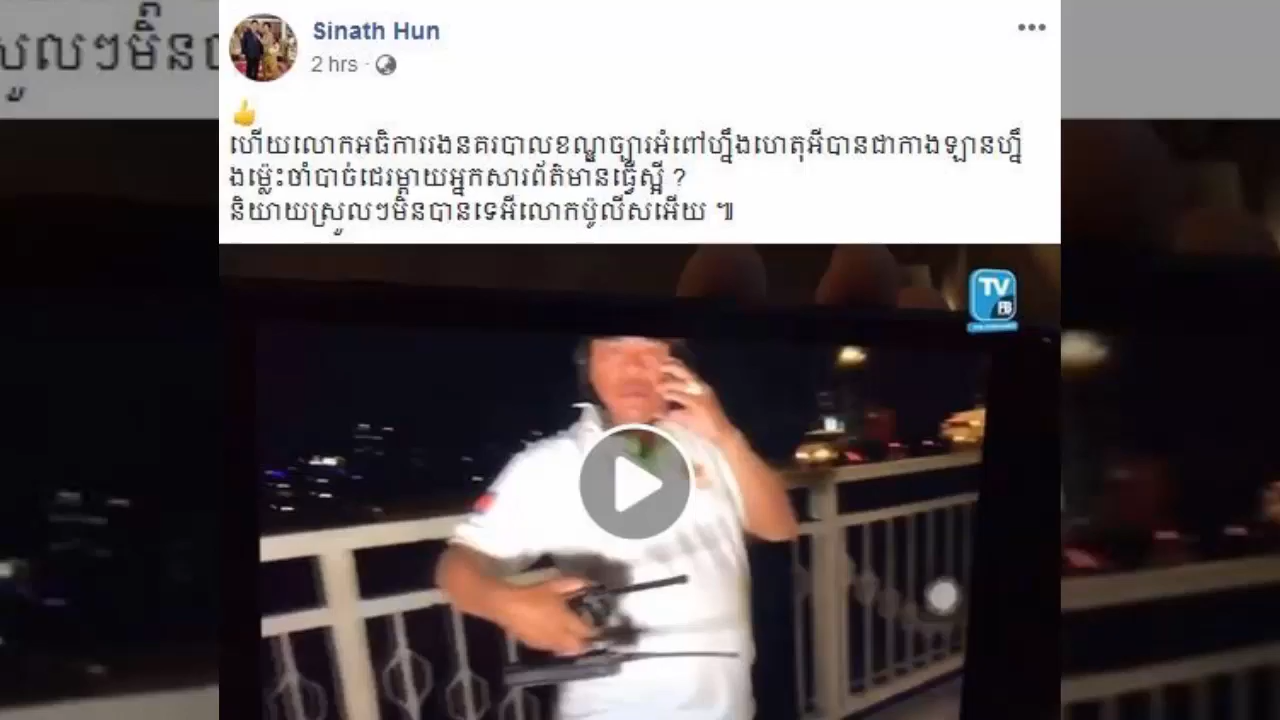 Sinath Hun
2 hrs ·
ហើយលោកអធិការរងនគរបាលខណ្ឌច្បារអំពៅហ្នឹងហេតុអីបានជាកាងឡានហ្នឹ
ងម្ល៉េះចាំបាច់ជេរម្តាយអ្នកសារព័ត៌មានធ្វើស្អី ?
និយាយស្រួលៗមិនបានទេអីលោកប៉ូលីសអើយ ៕
TV
FB